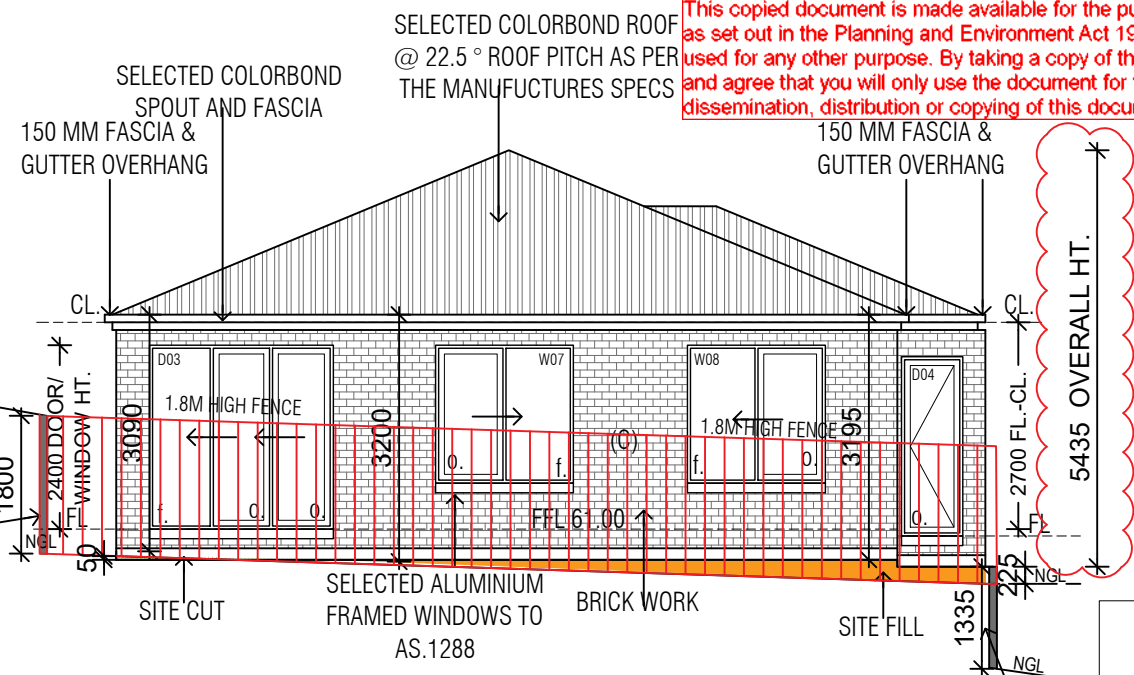 SELECTED COLORBOND ROOF
@ 22.5 ° ROOF PITCH AS PER
THE MANUFUCTURES SPECS
This copied document is made available for the pu
as set out in the Planning and Environment Act 19
used for any other purpose. By taking a copy of th
and agree that you will only use the document for
dissemination, distribution or copying of this docu
SELECTED COLORBOND
SPOUT AND FASCIA
150 MM FASCIA &
GUTTER OVERHANG
150 MM FASCIA &
GUTTER OVERHANG
CL.
CL.
D03
W07
W08
D04
1.8M HIGH FENCE
1.8M HIGH FENCE
2400 DOOR/
WINDOW HT.
1800
3090
3200
3195
2700 FL.-CL.
5435 OVERALL HT.
(C)
O.
f.
f.
O.
f.
O.
O.
O.
FFL 61.00
FL
FL
NGL
NGL
50
225
1335
NGL
SITE CUT
SELECTED ALUMINIUM
FRAMED WINDOWS TO
AS.1288
BRICK WORK
SITE FILL